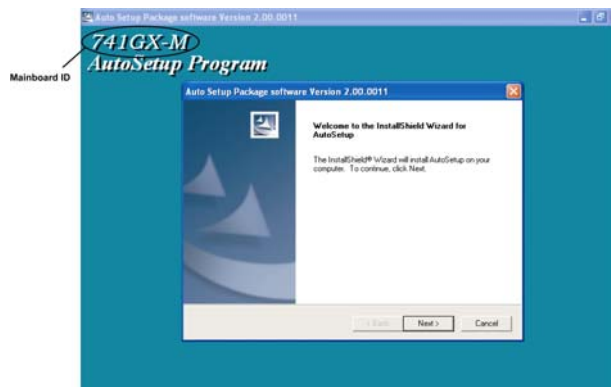 Auto Setup Package software Version 2.00.0011
741GX-M
AutoSetup Program
Mainboard ID
Auto Setup Package software Version 2.00.0011
Welcome to the InstallShield Wizard for
AutoSetup
The InstallShield® Wizard will install AutoSetup on your
computer. To continue, click Next.
< Back
Next >
Cancel